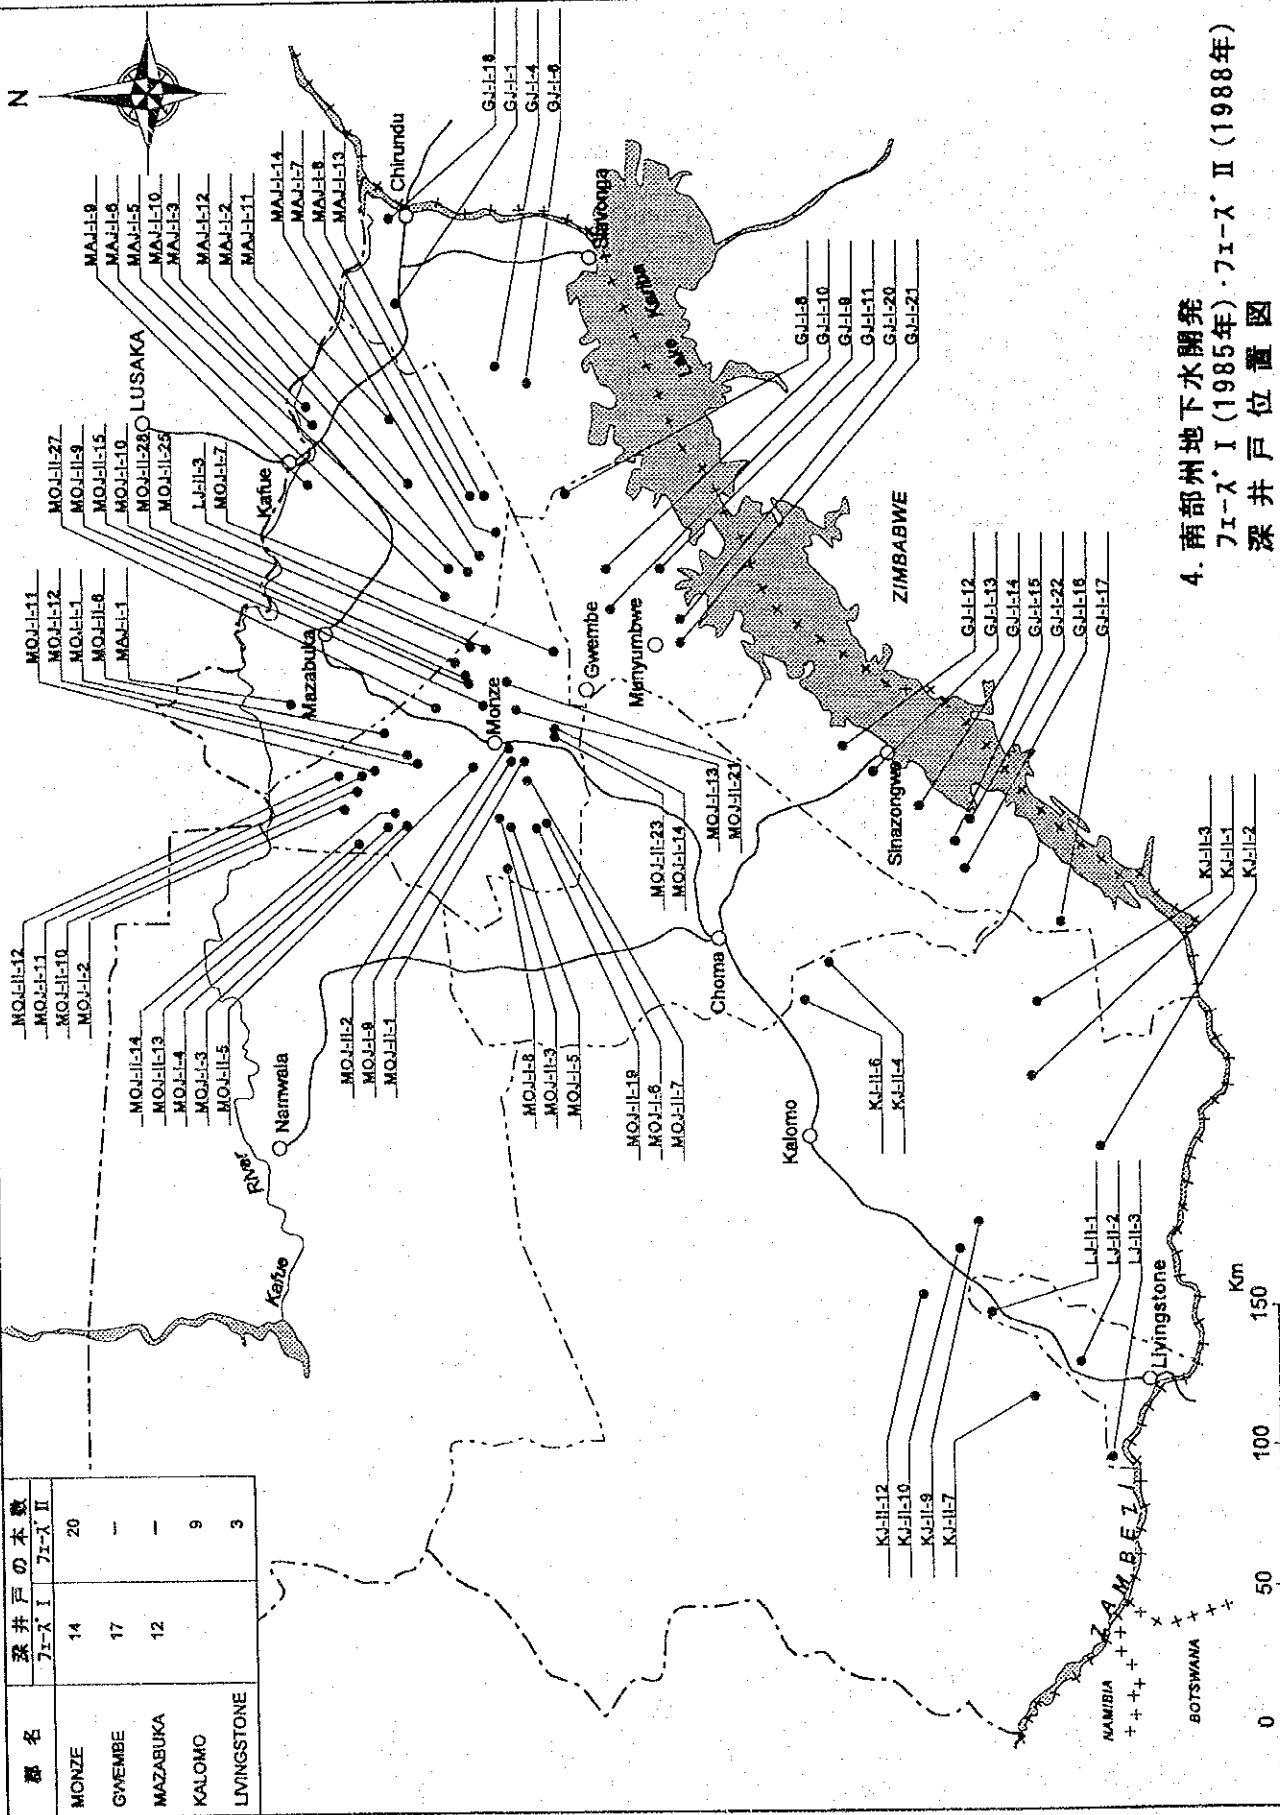 4. 南部州地下水開発
フェーズ I (1985年)・フェーズ II (1988年)
深井戸位置図
郡名 深井戸の本数
フェーズ I フェーズ II
MONZE 14 20
GWEMBE 17 —
MAZABUKA 12 —
KALOMO 9
LIVINGSTONE 3
N
MOJ-II-12
MOJ-I-11
MOJ-II-10
MOJ-I-2
MOJ-I-11
MOJ-I-12
MOJ-I-1
MOJ-II-8
MAJ-I-1
MOJ-II-27
MOJ-II-9
MOJ-II-15
MOJ-I-10
MOJ-II-28
MOJ-II-25
LJ-II-3
MOJ-I-7
MAJ-I-9
MAJ-I-6
MAJ-I-5
MAJ-I-10
MAJ-I-3
MAJ-I-12
MAJ-I-2
MAJ-I-11
MAJ-I-14
MAJ-I-7
MAJ-I-8
MAJ-I-13
LUSAKA
Kafue
Mazabuka
Chirundu
GJ-I-18
GJ-I-1
GJ-I-4
GJ-I-6
MOJ-II-14
MOJ-II-13
MOJ-I-4
MOJ-I-3
MOJ-II-5
Kafue River
Namwala
Monze
Siavonga
Lake Kariba
MOJ-II-2
MOJ-I-9
MOJ-II-1
Gwembe
Munyumbwe
GJ-I-8
GJ-I-10
GJ-I-9
GJ-I-11
GJ-I-20
GJ-I-21
MOJ-I-8
MOJ-II-3
MOJ-I-5
MOJ-II-19
MOJ-I-6
MOJ-II-7
MOJ-II-23
MOJ-I-14
MOJ-I-13
MOJ-II-21
Choma
Sinazongwe
ZIMBABWE
Kalomo
KJ-II-6
KJ-II-4
GJ-I-12
GJ-I-13
GJ-I-14
GJ-I-15
GJ-I-22
GJ-I-16
GJ-I-17
KJ-II-12
KJ-II-10
KJ-II-9
KJ-II-7
LJ-II-1
LJ-II-2
LJ-II-3
KJ-II-3
KJ-II-1
KJ-II-2
Livingstone
ZAMBEZI
NAMIBIA
BOTSWANA
0 50 100 150 Km